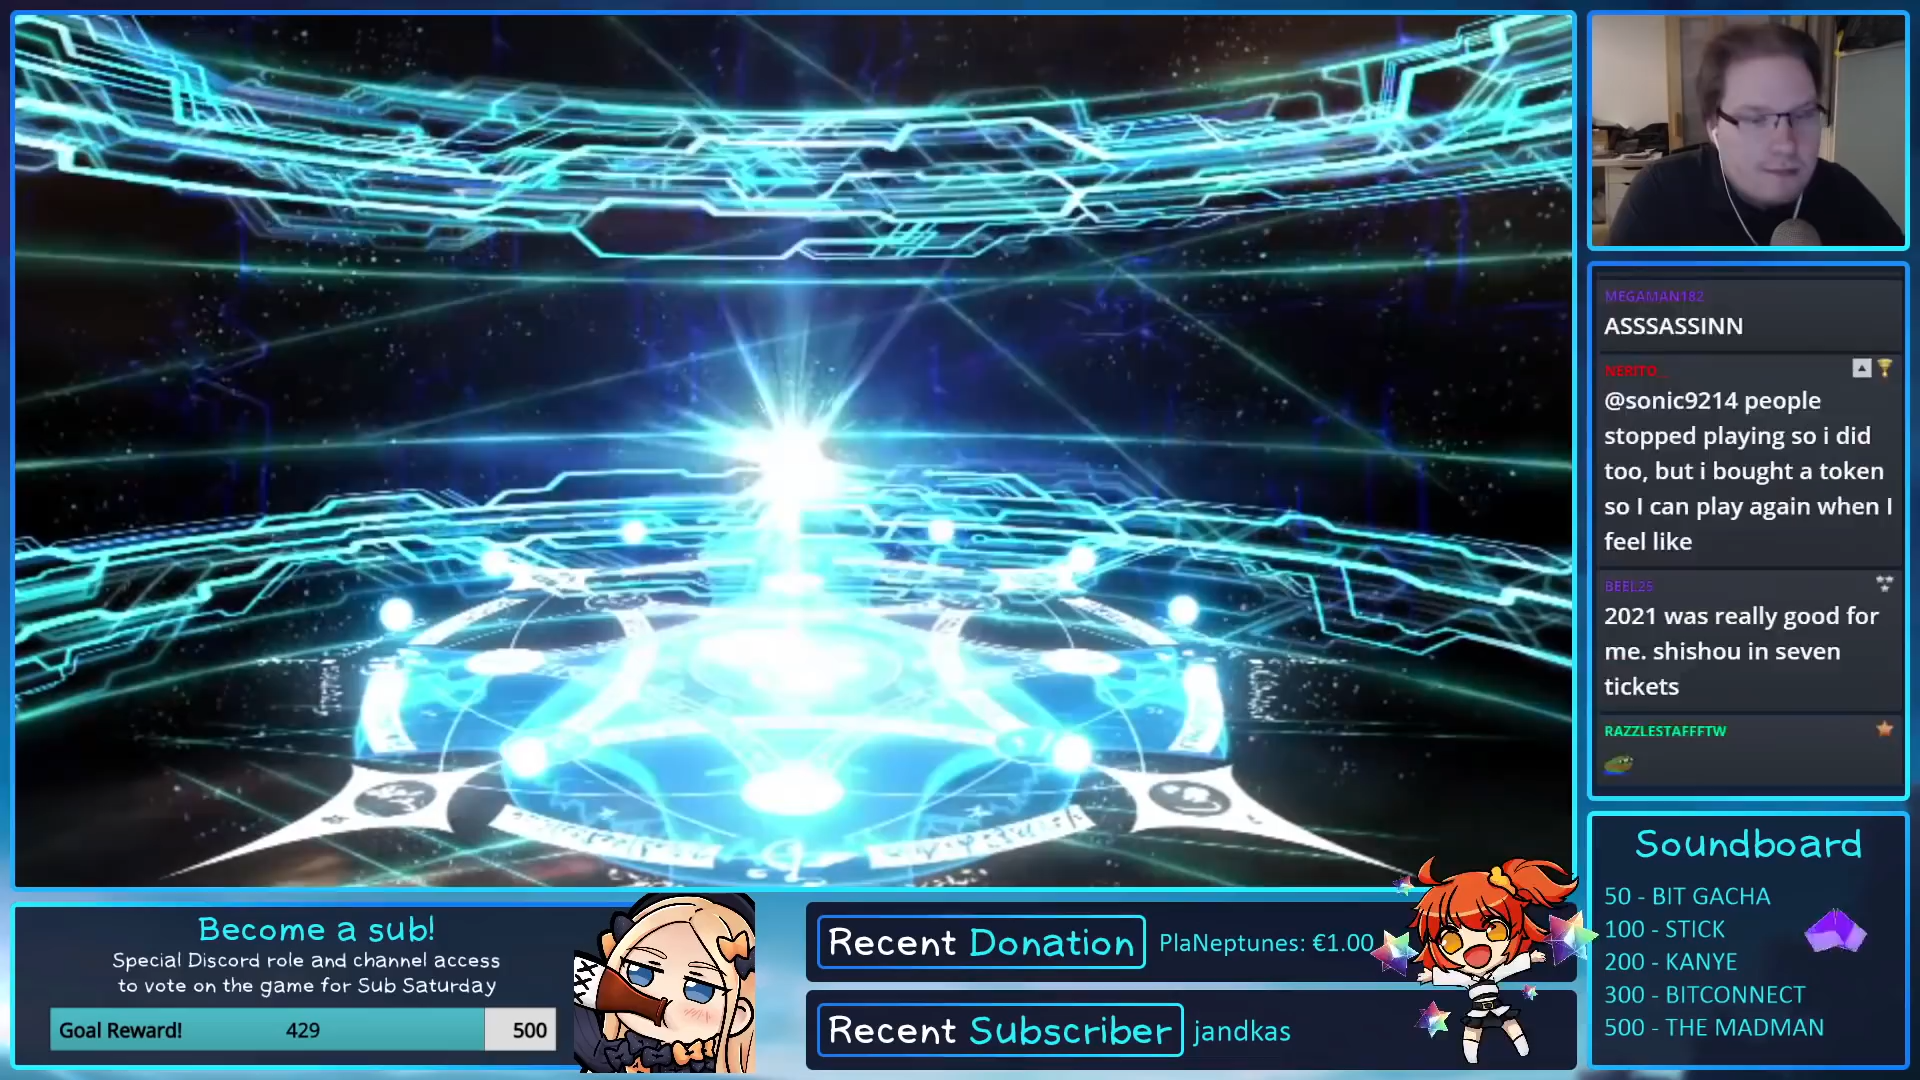 MEGAMAN182
ASSSASSINN
NERITO_
@sonic9214 people
stopped playing so i did
too, but i bought a token
so I can play again when I
feel like
BEEL25
2021 was really good for
me. shishou in seven
tickets
RAZZLESTAFFFTW
Soundboard
50 - BIT GACHA
100 - STICK
200 - KANYE
300 - BITCONNECT
500 - THE MADMAN
Become a sub!
Special Discord role and channel access
to vote on the game for Sub Saturday
Goal Reward! 429 500
Recent Donation PlaNeptunes: €1.00
Recent Subscriber jandkas